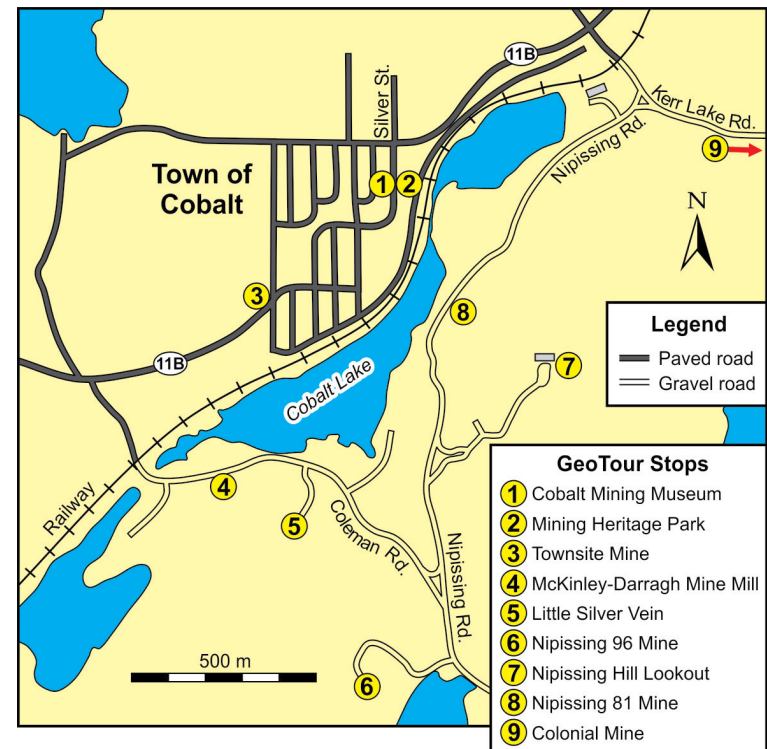 11B
Silver St.
Kerr Lake Rd.
9
Town of
Cobalt
1 2
Nipissing Rd.
N
3
8
Legend
Paved road
Gravel road
11B
7
Cobalt Lake
GeoTour Stops
1 Cobalt Mining Museum
2 Mining Heritage Park
3 Townsite Mine
4 McKinley-Darragh Mine Mill
5 Little Silver Vein
6 Nipissing 96 Mine
7 Nipissing Hill Lookout
8 Nipissing 81 Mine
9 Colonial Mine
Railway
4
5
Coleman Rd.
Nipissing Rd.
500 m
6